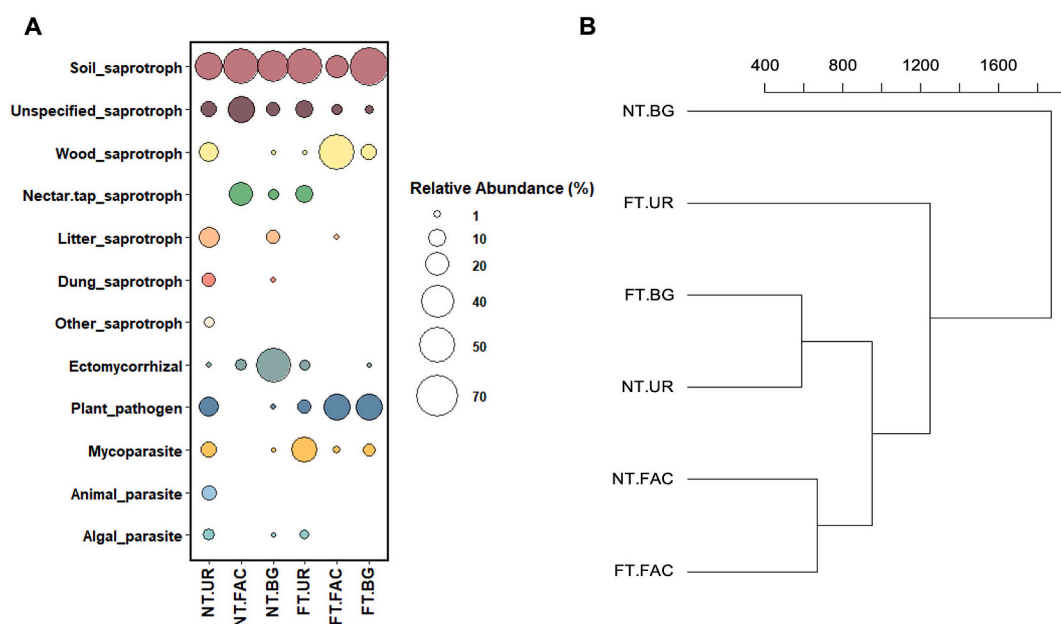 A
Soil_saprotroph
Unspecified_saprotroph
Wood_saprotroph
Nectar.tap_saprotroph
Litter_saprotroph
Dung_saprotroph
Other_saprotroph
Ectomycorrhizal
Plant_pathogen
Mycoparasite
Animal_parasite
Algal_parasite
NT.UR
NT.FAC
NT.BG
FT.UR
FT.FAC
FT.BG
Relative Abundance (%)
1
10
20
40
50
70
B
400 800 1200 1600
NT.BG
FT.UR
FT.BG
NT.UR
NT.FAC
FT.FAC